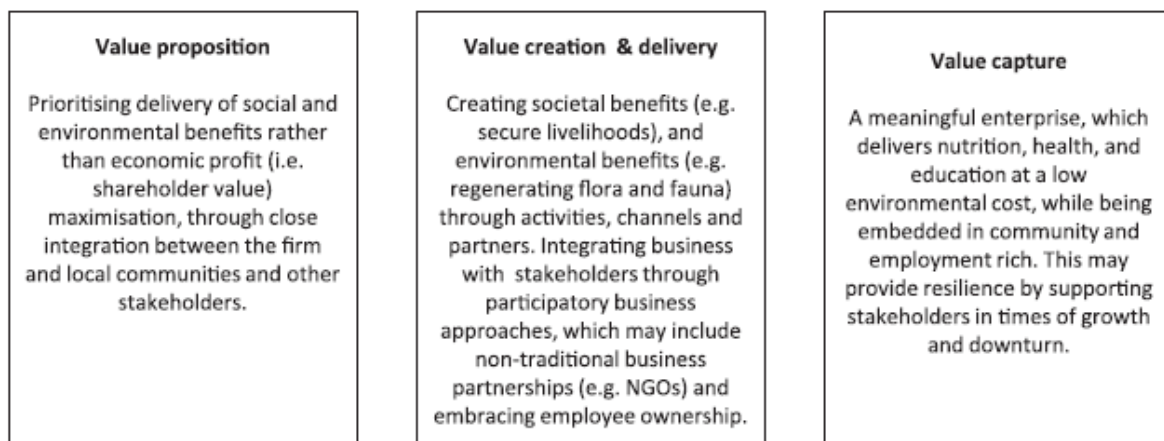 Value proposition
Prioritising delivery of social and
environmental benefits rather
than economic profit (i.e.
shareholder value)
maximisation, through close
integration between the firm
and local communities and other
stakeholders.
Value creation & delivery
Creating societal benefits (e.g.
secure livelihoods), and
environmental benefits (e.g.
regenerating flora and fauna)
through activities, channels and
partners. Integrating business
with stakeholders through
participatory business
approaches, which may include
non-traditional business
partnerships (e.g. NGOs) and
embracing employee ownership.
Value capture
A meaningful enterprise, which
delivers nutrition, health, and
education at a low
environmental cost, while being
embedded in community and
employment rich. This may
provide resilience by supporting
stakeholders in times of growth
and downturn.